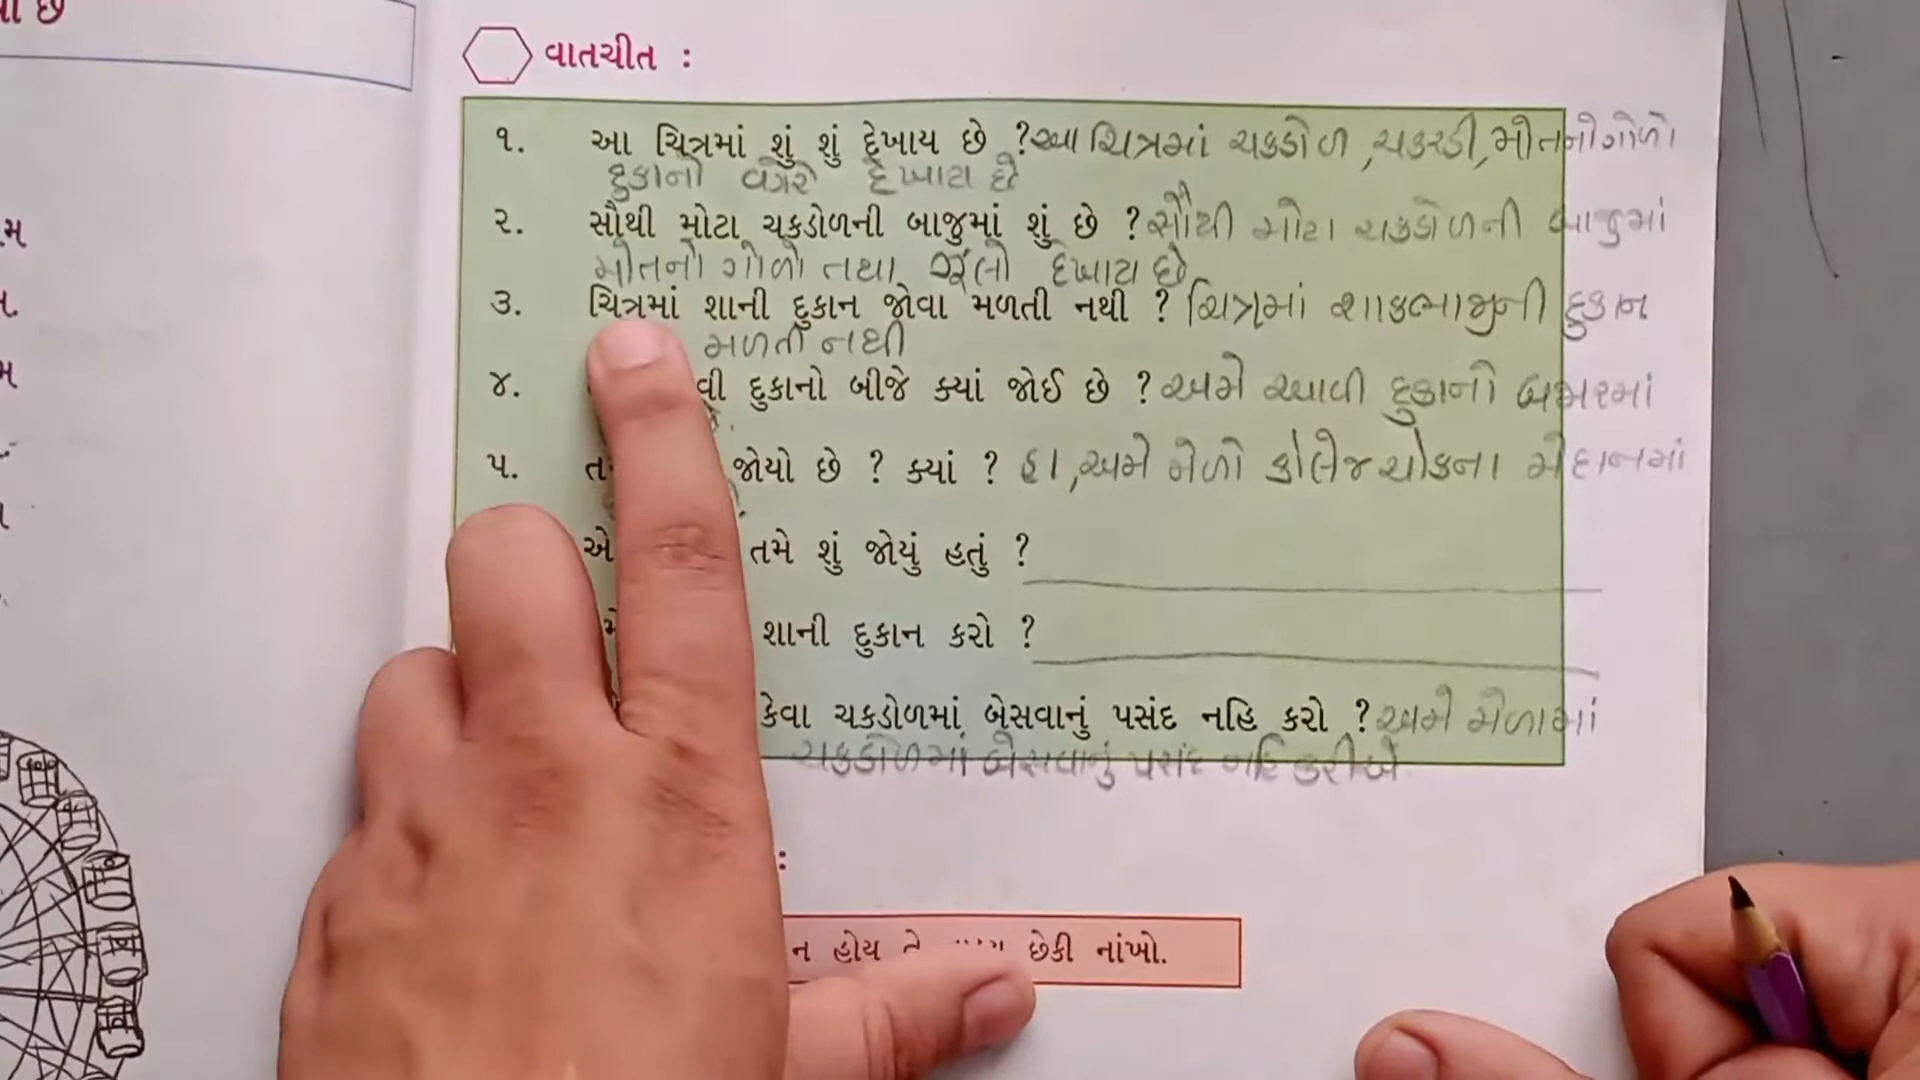 વાતચીત :
૧. આ ચિત્રમાં શું શું દેખાય છે ? આ ચિત્રમાં ચકડોળ, ચકરડી, મોતનો ગોળો
દુકાનો વગેરે દેખાય છે
૨. સૌથી મોટા ચકડોળની બાજુમાં શું છે ? સૌથી મોટા ચકડોળની બાજુમાં
મોતનો ગોળો તથા ઝૂલો દેખાય છે
૩. ચિત્રમાં શાની દુકાન જોવા મળતી નથી ? ચિત્રમાં શાકભાજીની દુકાન
મળતી નથી
૪. દુકાનો બીજે ક્યાં જોઈ છે ? અમે આવી દુકાનો બજારમાં
૫. જોયો છે ? ક્યાં ? હા, અમે મેળો કોલેજ ચોકના મેદાનમાં
એ તમે શું જોયું હતું ?
શાની દુકાન કરો ?
કેવા ચકડોળમાં બેસવાનું પસંદ નહિ કરો ? અમે મેળામાં
ચકડોળમાં બેસવાનું પસંદ નહિ કરીએ
ન હોય તે છેકી નાંખો.